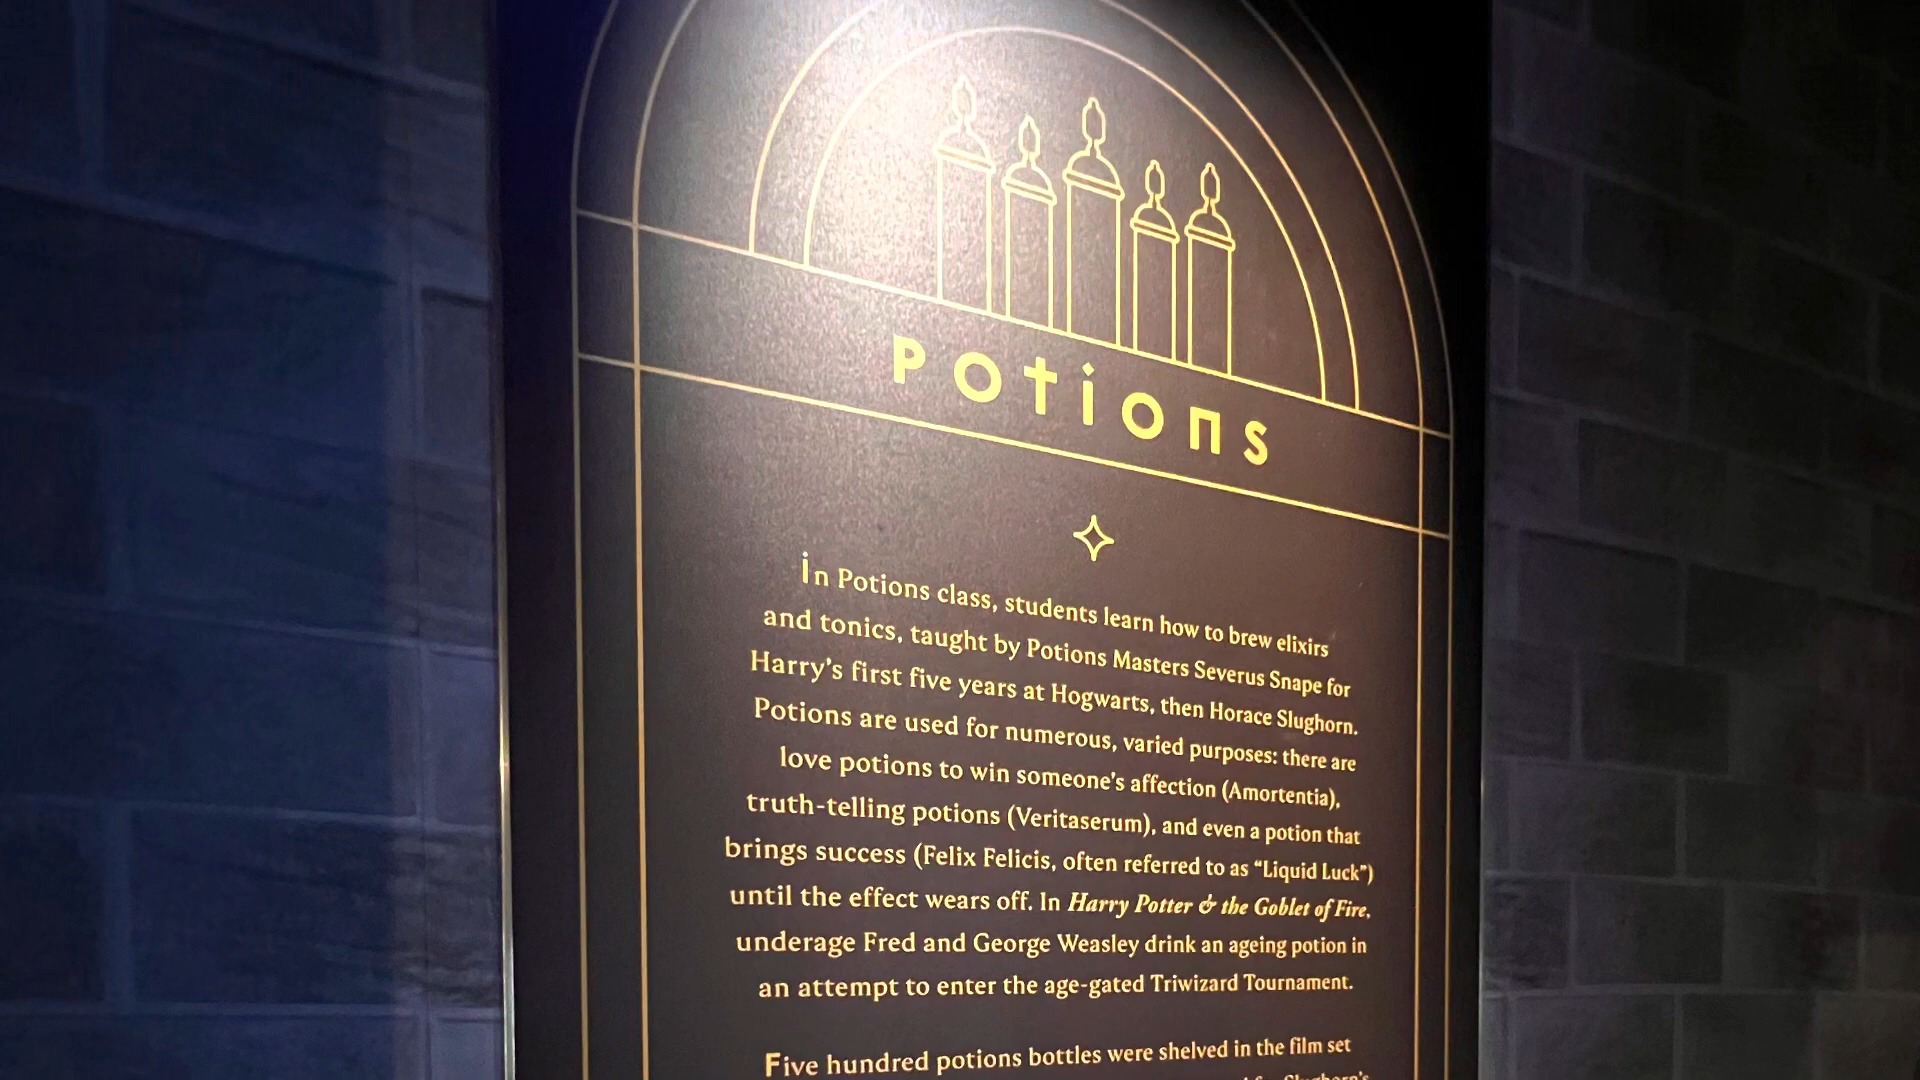 Potions
In Potions class, students learn how to brew elixirs
and tonics, taught by Potions Masters Severus Snape for
Harry's first five years at Hogwarts, then Horace Slughorn.
Potions are used for numerous, varied purposes: there are
love potions to win someone's affection (Amortentia),
truth-telling potions (Veritaserum), and even a potion that
brings success (Felix Felicis, often referred to as “Liquid Luck”)
until the effect wears off. In Harry Potter & the Goblet of Fire,
underage Fred and George Weasley drink an ageing potion in
an attempt to enter the age-gated Triwizard Tournament.
Five hundred potions bottles were shelved in the film set
Slughorn's